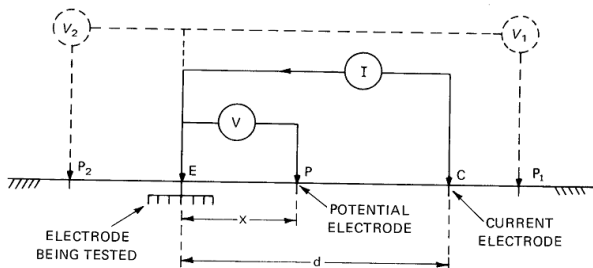 V2
V1
I
V
P2
E
P
C
P1
POTENTIAL
ELECTRODE
CURRENT
ELECTRODE
ELECTRODE
BEING TESTED
x
d